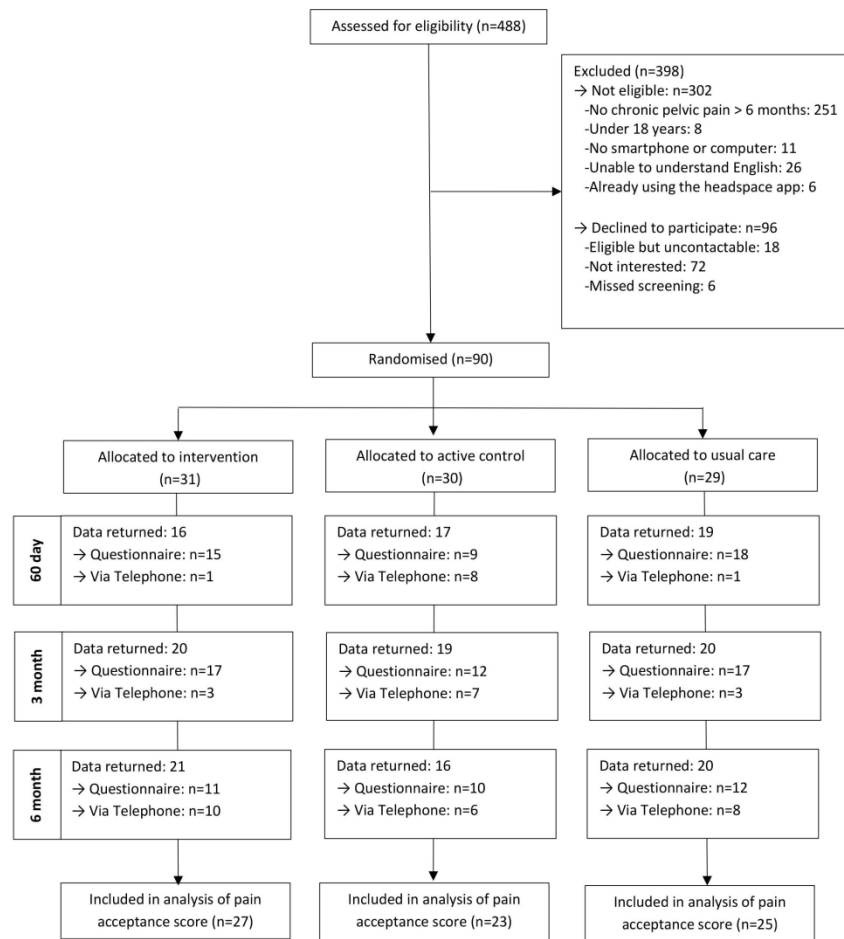 Assessed for eligibility (n=488)
Excluded (n=398)
→ Not eligible: n=302
-No chronic pelvic pain > 6 months: 251
-Under 18 years: 8
-No smartphone or computer: 11
-Unable to understand English: 26
-Already using the headspace app: 6
→ Declined to participate: n=96
-Eligible but uncontactable: 18
-Not interested: 72
-Missed screening: 6
Randomised (n=90)
Allocated to intervention
(n=31)
Allocated to active control
(n=30)
Allocated to usual care
(n=29)
60 day
Data returned: 16
→ Questionnaire: n=15
→ Via Telephone: n=1
Data returned: 17
→ Questionnaire: n=9
→ Via Telephone: n=8
Data returned: 19
→ Questionnaire: n=18
→ Via Telephone: n=1
3 month
Data returned: 20
→ Questionnaire: n=17
→ Via Telephone: n=3
Data returned: 19
→ Questionnaire: n=12
→ Via Telephone: n=7
Data returned: 20
→ Questionnaire: n=17
→ Via Telephone: n=3
6 month
Data returned: 21
→ Questionnaire: n=11
→ Via Telephone: n=10
Data returned: 16
→ Questionnaire: n=10
→ Via Telephone: n=6
Data returned: 20
→ Questionnaire: n=12
→ Via Telephone: n=8
Included in analysis of pain
acceptance score (n=27)
Included in analysis of pain
acceptance score (n=23)
Included in analysis of pain
acceptance score (n=25)